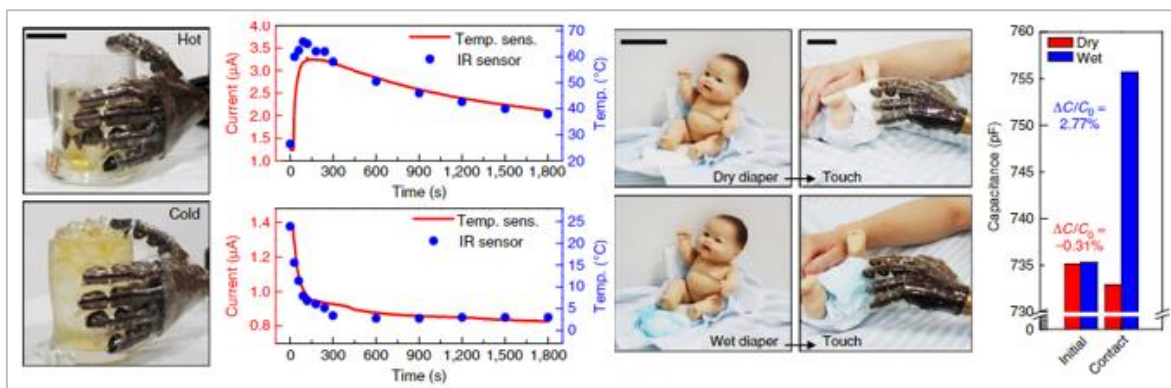 Hot
Cold
4.0
3.5
3.0
2.5
2.0
1.5
1.0
Current (µA)
Temp. sens.
IR sensor
70
60
50
40
30
20
Temp. (°C)
0 300 600 900 1,200 1,500 1,800
Time (s)
1.4
1.2
1.0
0.8
Current (µA)
Temp. sens.
IR sensor
25
20
15
10
5
0
Temp. (°C)
0 300 600 900 1,200 1,500 1,800
Time (s)
Dry diaper Touch
Wet diaper Touch
760
755
750
745
740
735
730
0
Capacitance (pF)
Dry
Wet
ΔC/C0 =
2.77%
ΔC/C0 =
−0.31%
Initial
Contact